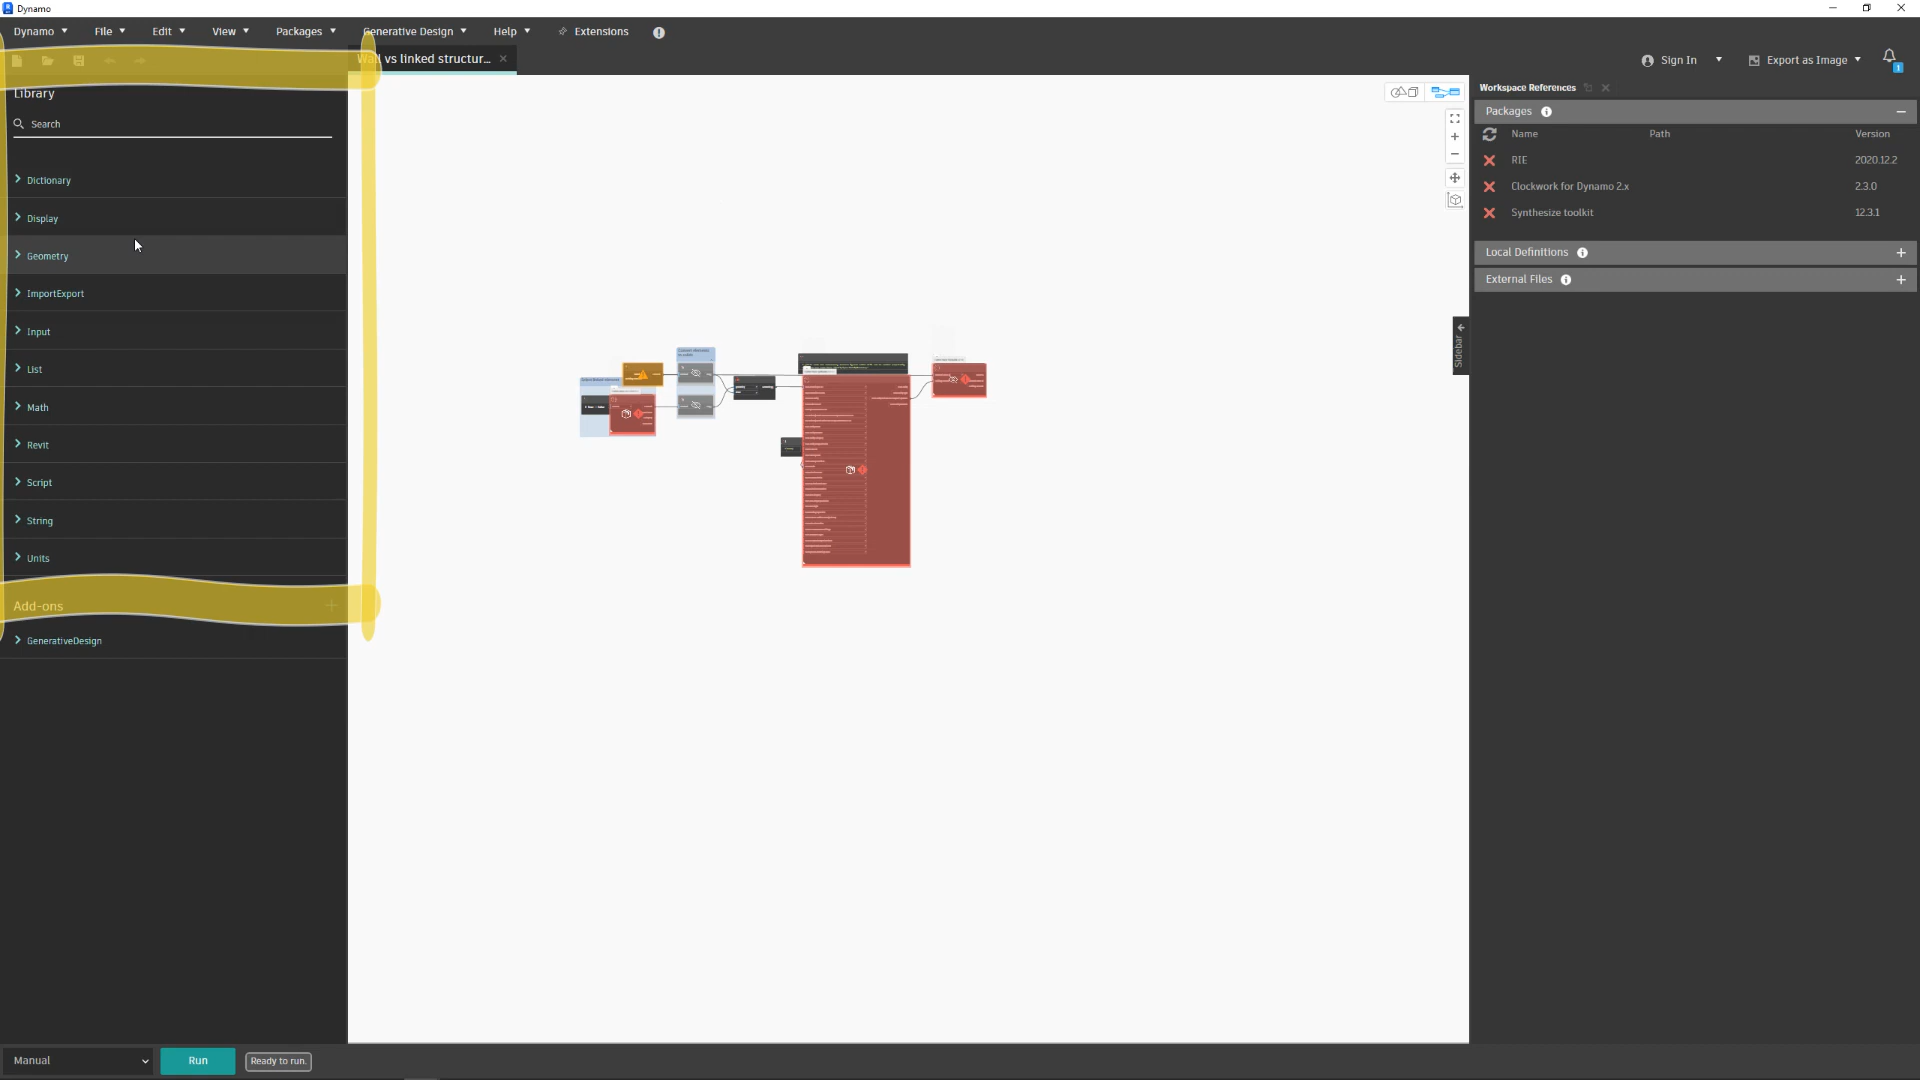 Dynamo
Dynamo File Edit View Packages Generative Design Help Extensions
Wall vs linked structur...
Sign In Export as Image
1
Library
Search
Dictionary
Display
Geometry
ImportExport
Input
List
Math
Revit
Script
String
Units
Add-ons
GenerativeDesign
Sidebar
Workspace References
Packages
Name Path Version
RIE 2020.12.2
Clockwork for Dynamo 2.x 2.3.0
Synthesize toolkit 12.3.1
Local Definitions
External Files
Manual Run Ready to run.